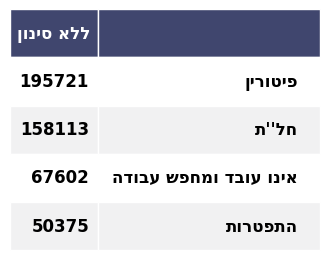 ללא סינון
פיטורין 195721
חל''ת 158113
אינו עובד ומחפש עבודה 67602
התפטרות 50375